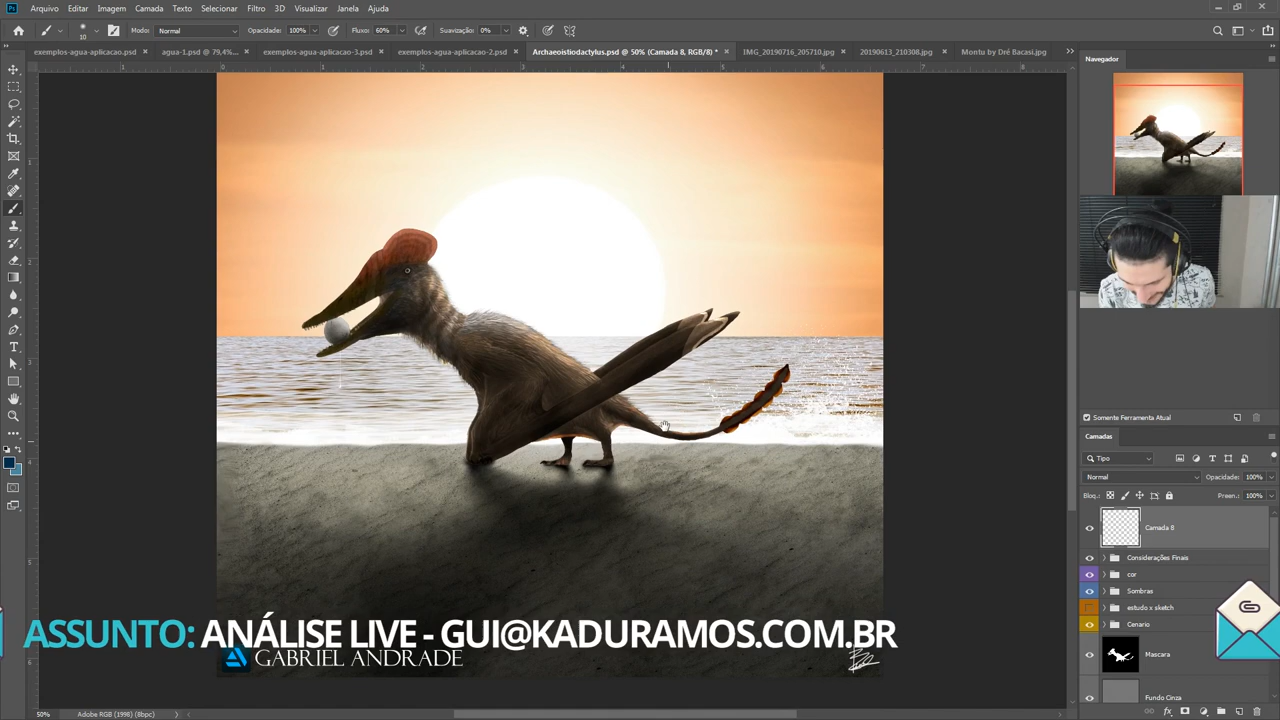 Arquivo Editar Imagem Camada Texto Selecionar Filtro 3D Visualizar Janela Ajuda
10 Modo: Normal Opacidade: 100% Fluxo: 60% Suavização: 0%
exemplos-agua-aplicacao.psd × agua-1.psd @ 79,4%... × exemplos-agua-aplicacao-3.psd × exemplos-agua-aplicacao-2.psd × Archaeoistiodactylus.psd @ 50% (Camada 8, RGB/8) * × IMG_20190716_205710.jpg × 20190613_210308.jpg × Montu by Dré Bacasi.jpg
Navegador
Somente Ferramenta Atual
Camadas
Tipo
Normal Opacidade: 100%
Bloq.: Preen.: 100%
Camada 8
Considerações Finais
cor
Sombras
estudo x sketch
Cenario
Mascara
Fundo Cinza
ASSUNTO: ANÁLISE LIVE - GUI@KADURAMOS.COM.BR
GABRIEL ANDRADE
50% Adobe RGB (1998) (8bpc)